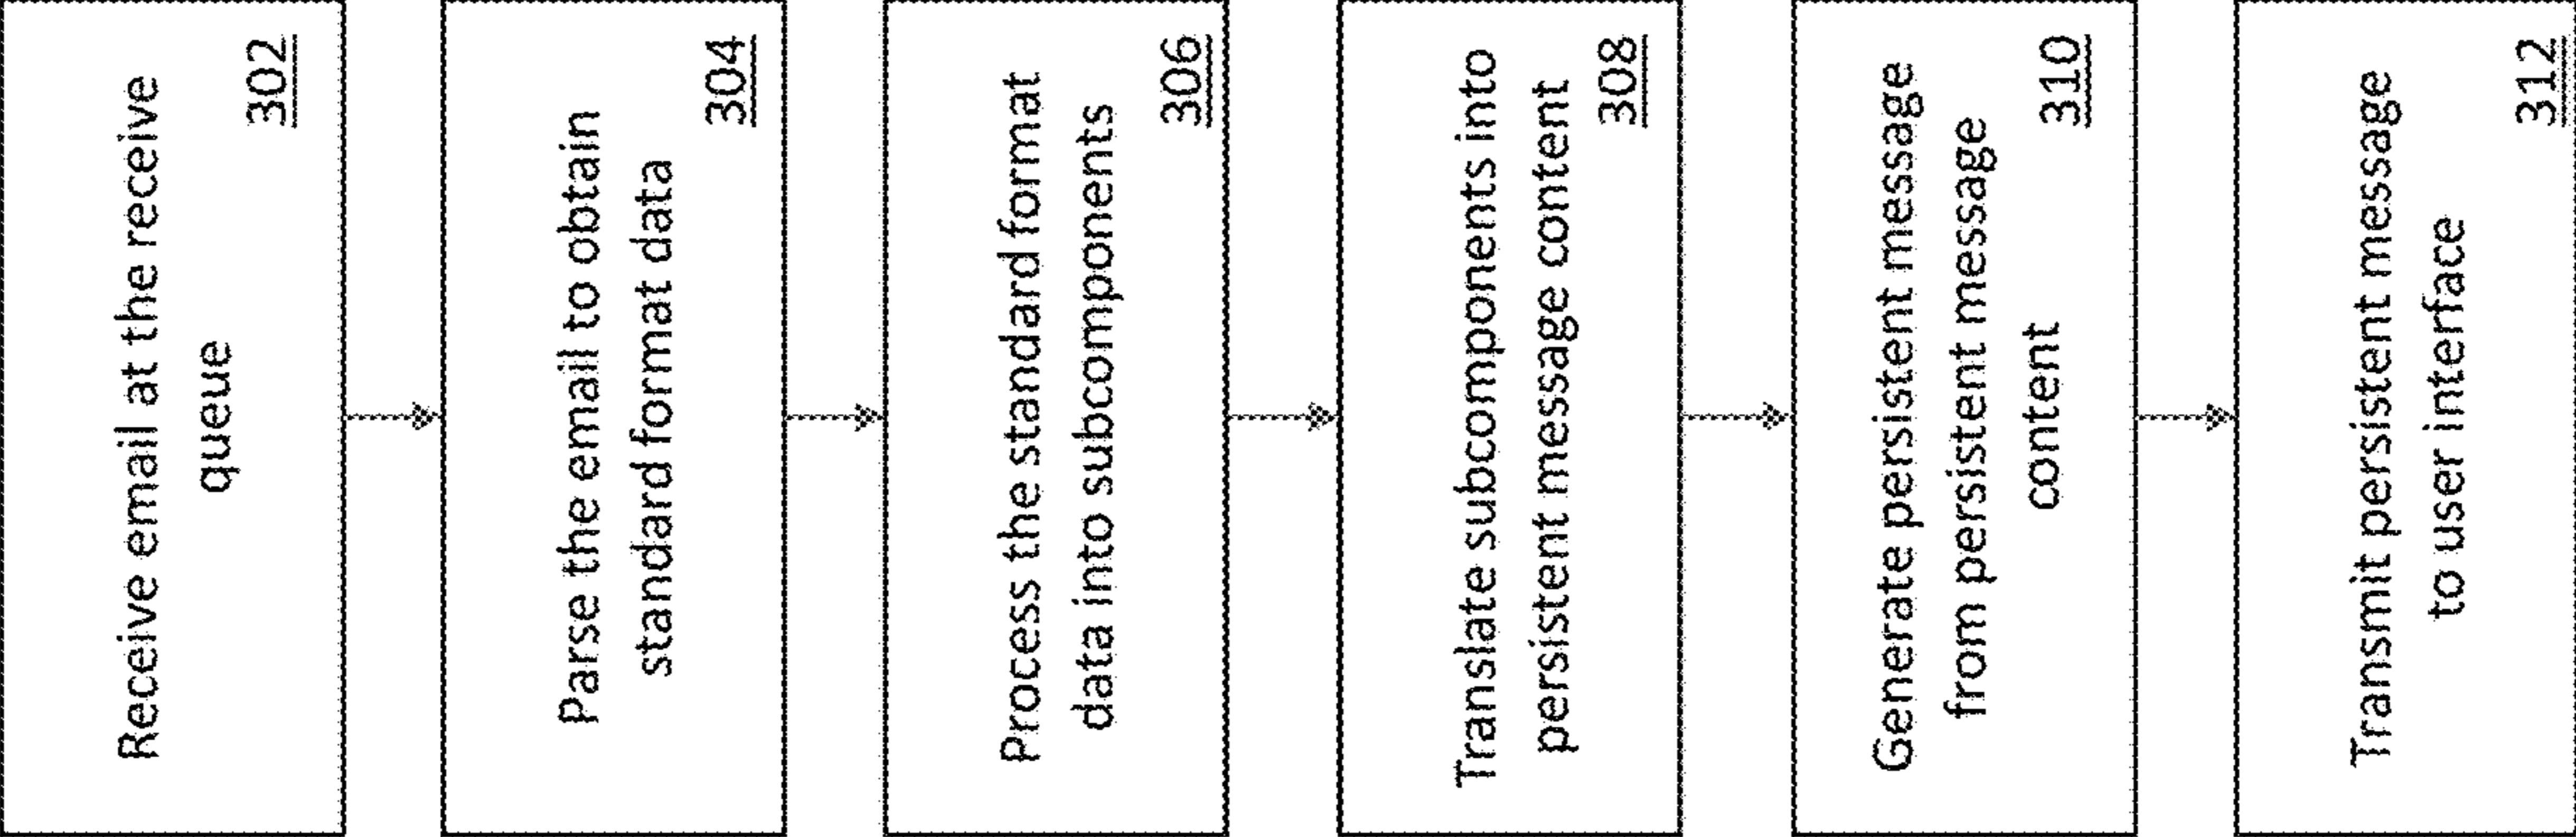 Receive email at the receive
queue
302
Parse the email to obtain
standard format data
304
Process the standard format
data into subcomponents
306
Translate subcomponents into
persistent message content
308
Generate persistent message
from persistent message
content
310
Transmit persistent message
to user interface
312